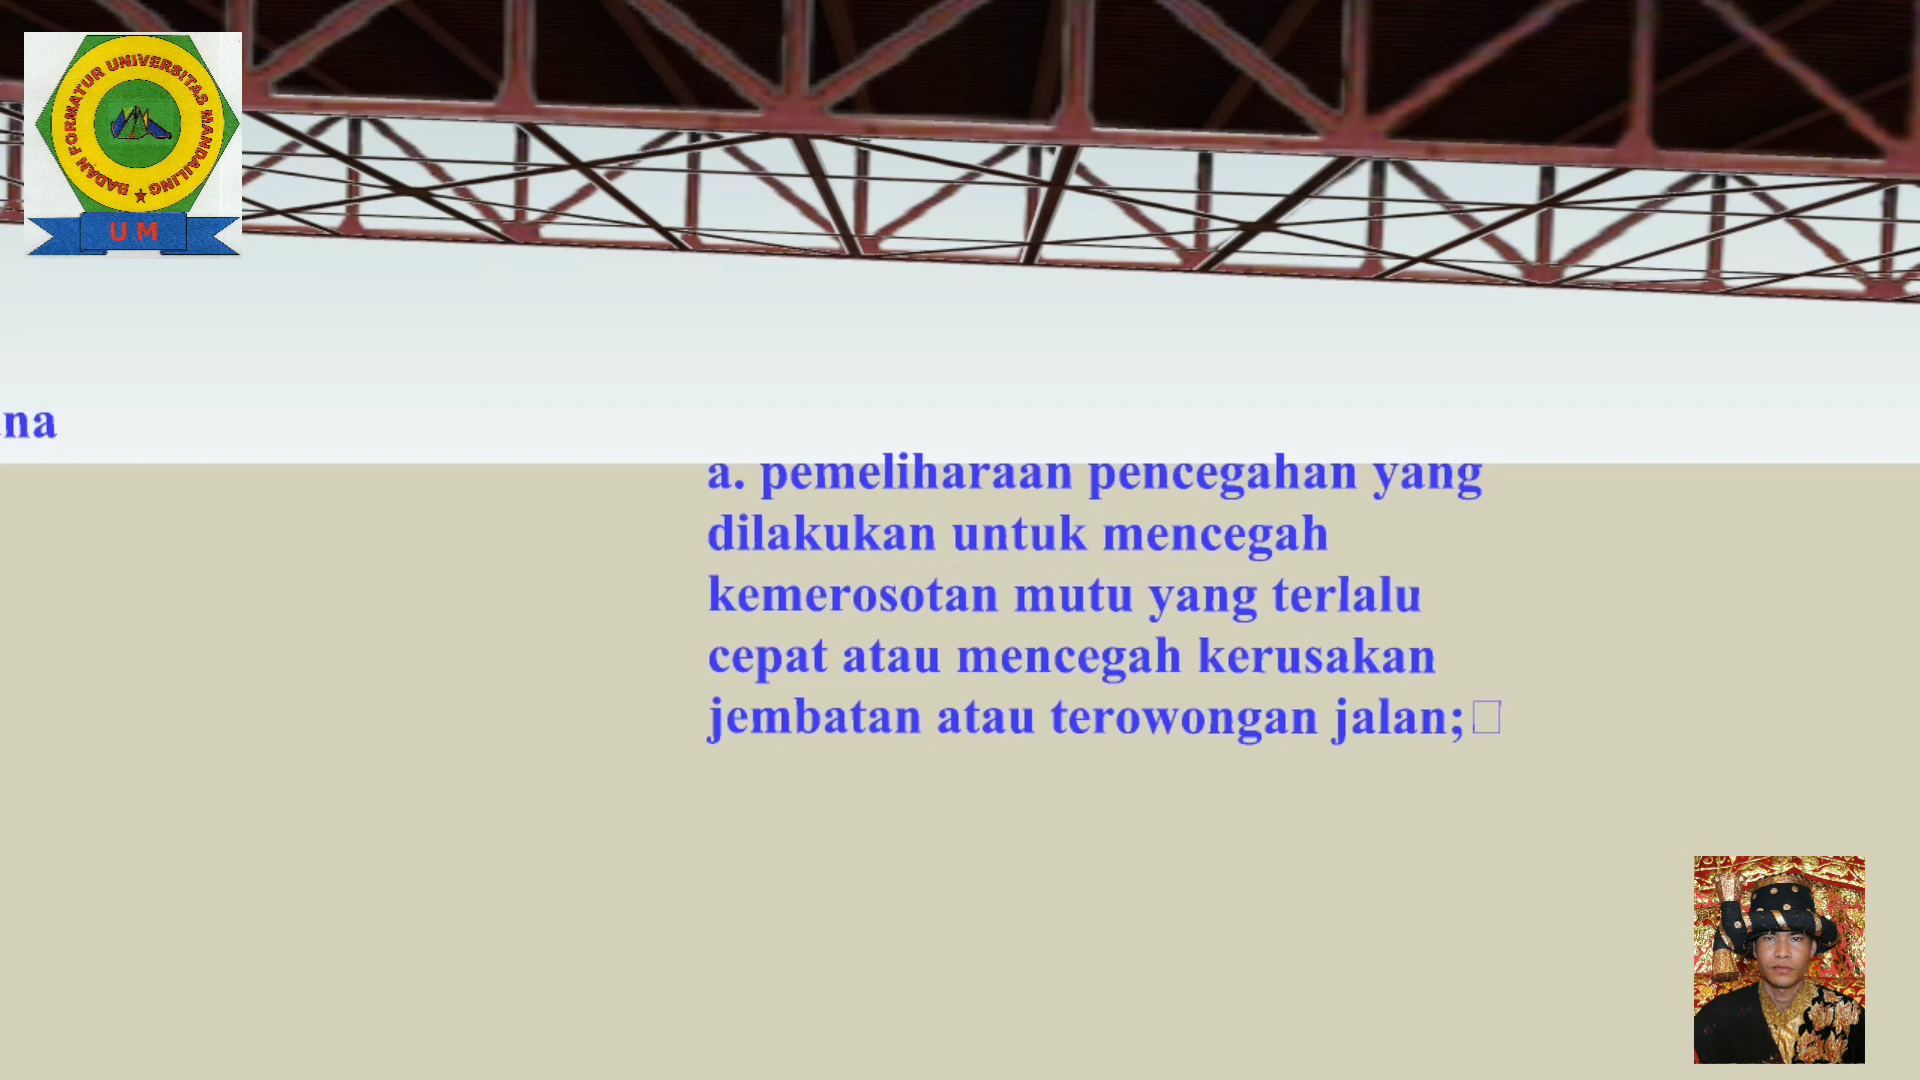 BADAN FORMATUR UNIVERSITAS MANDAILING
U M
a. pemeliharaan pencegahan yang
dilakukan untuk mencegah
kemerosotan mutu yang terlalu
cepat atau mencegah kerusakan
jembatan atau terowongan jalan;